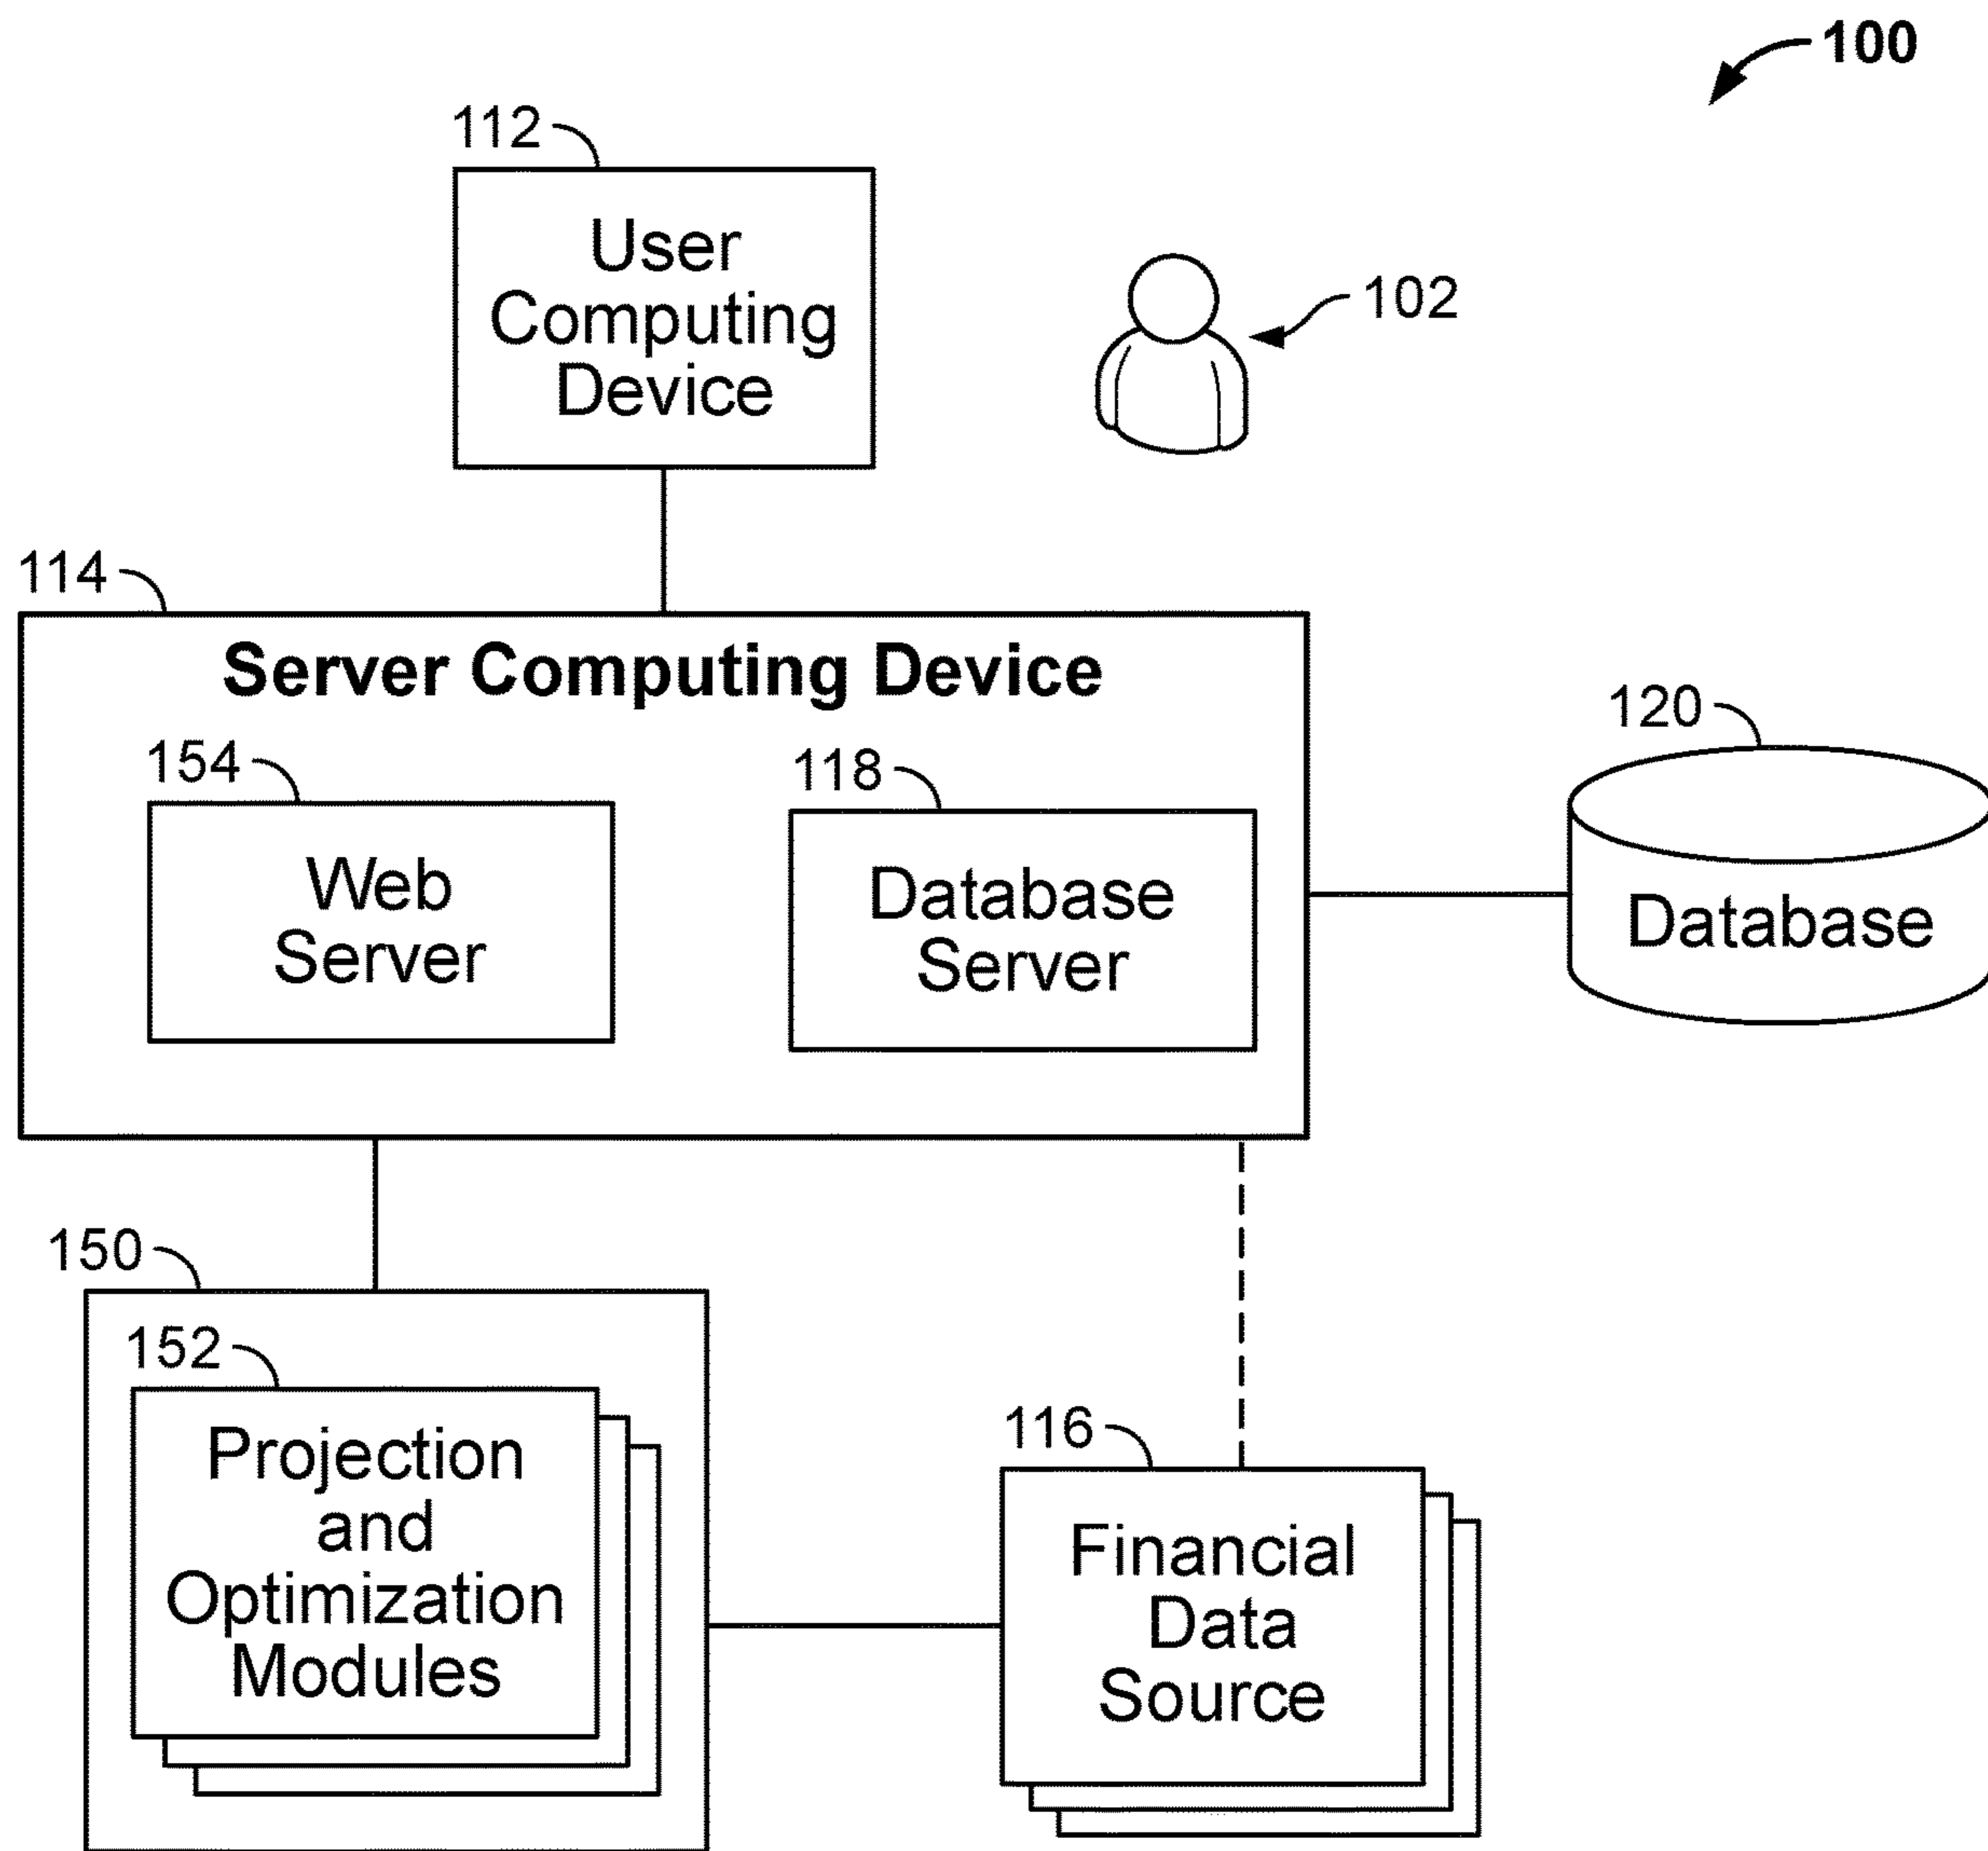 100
112
User
Computing
Device
102
114
Server Computing Device
154
Web
Server
118
Database
Server
120
Database
150
152
Projection
and
Optimization
Modules
116
Financial
Data
Source